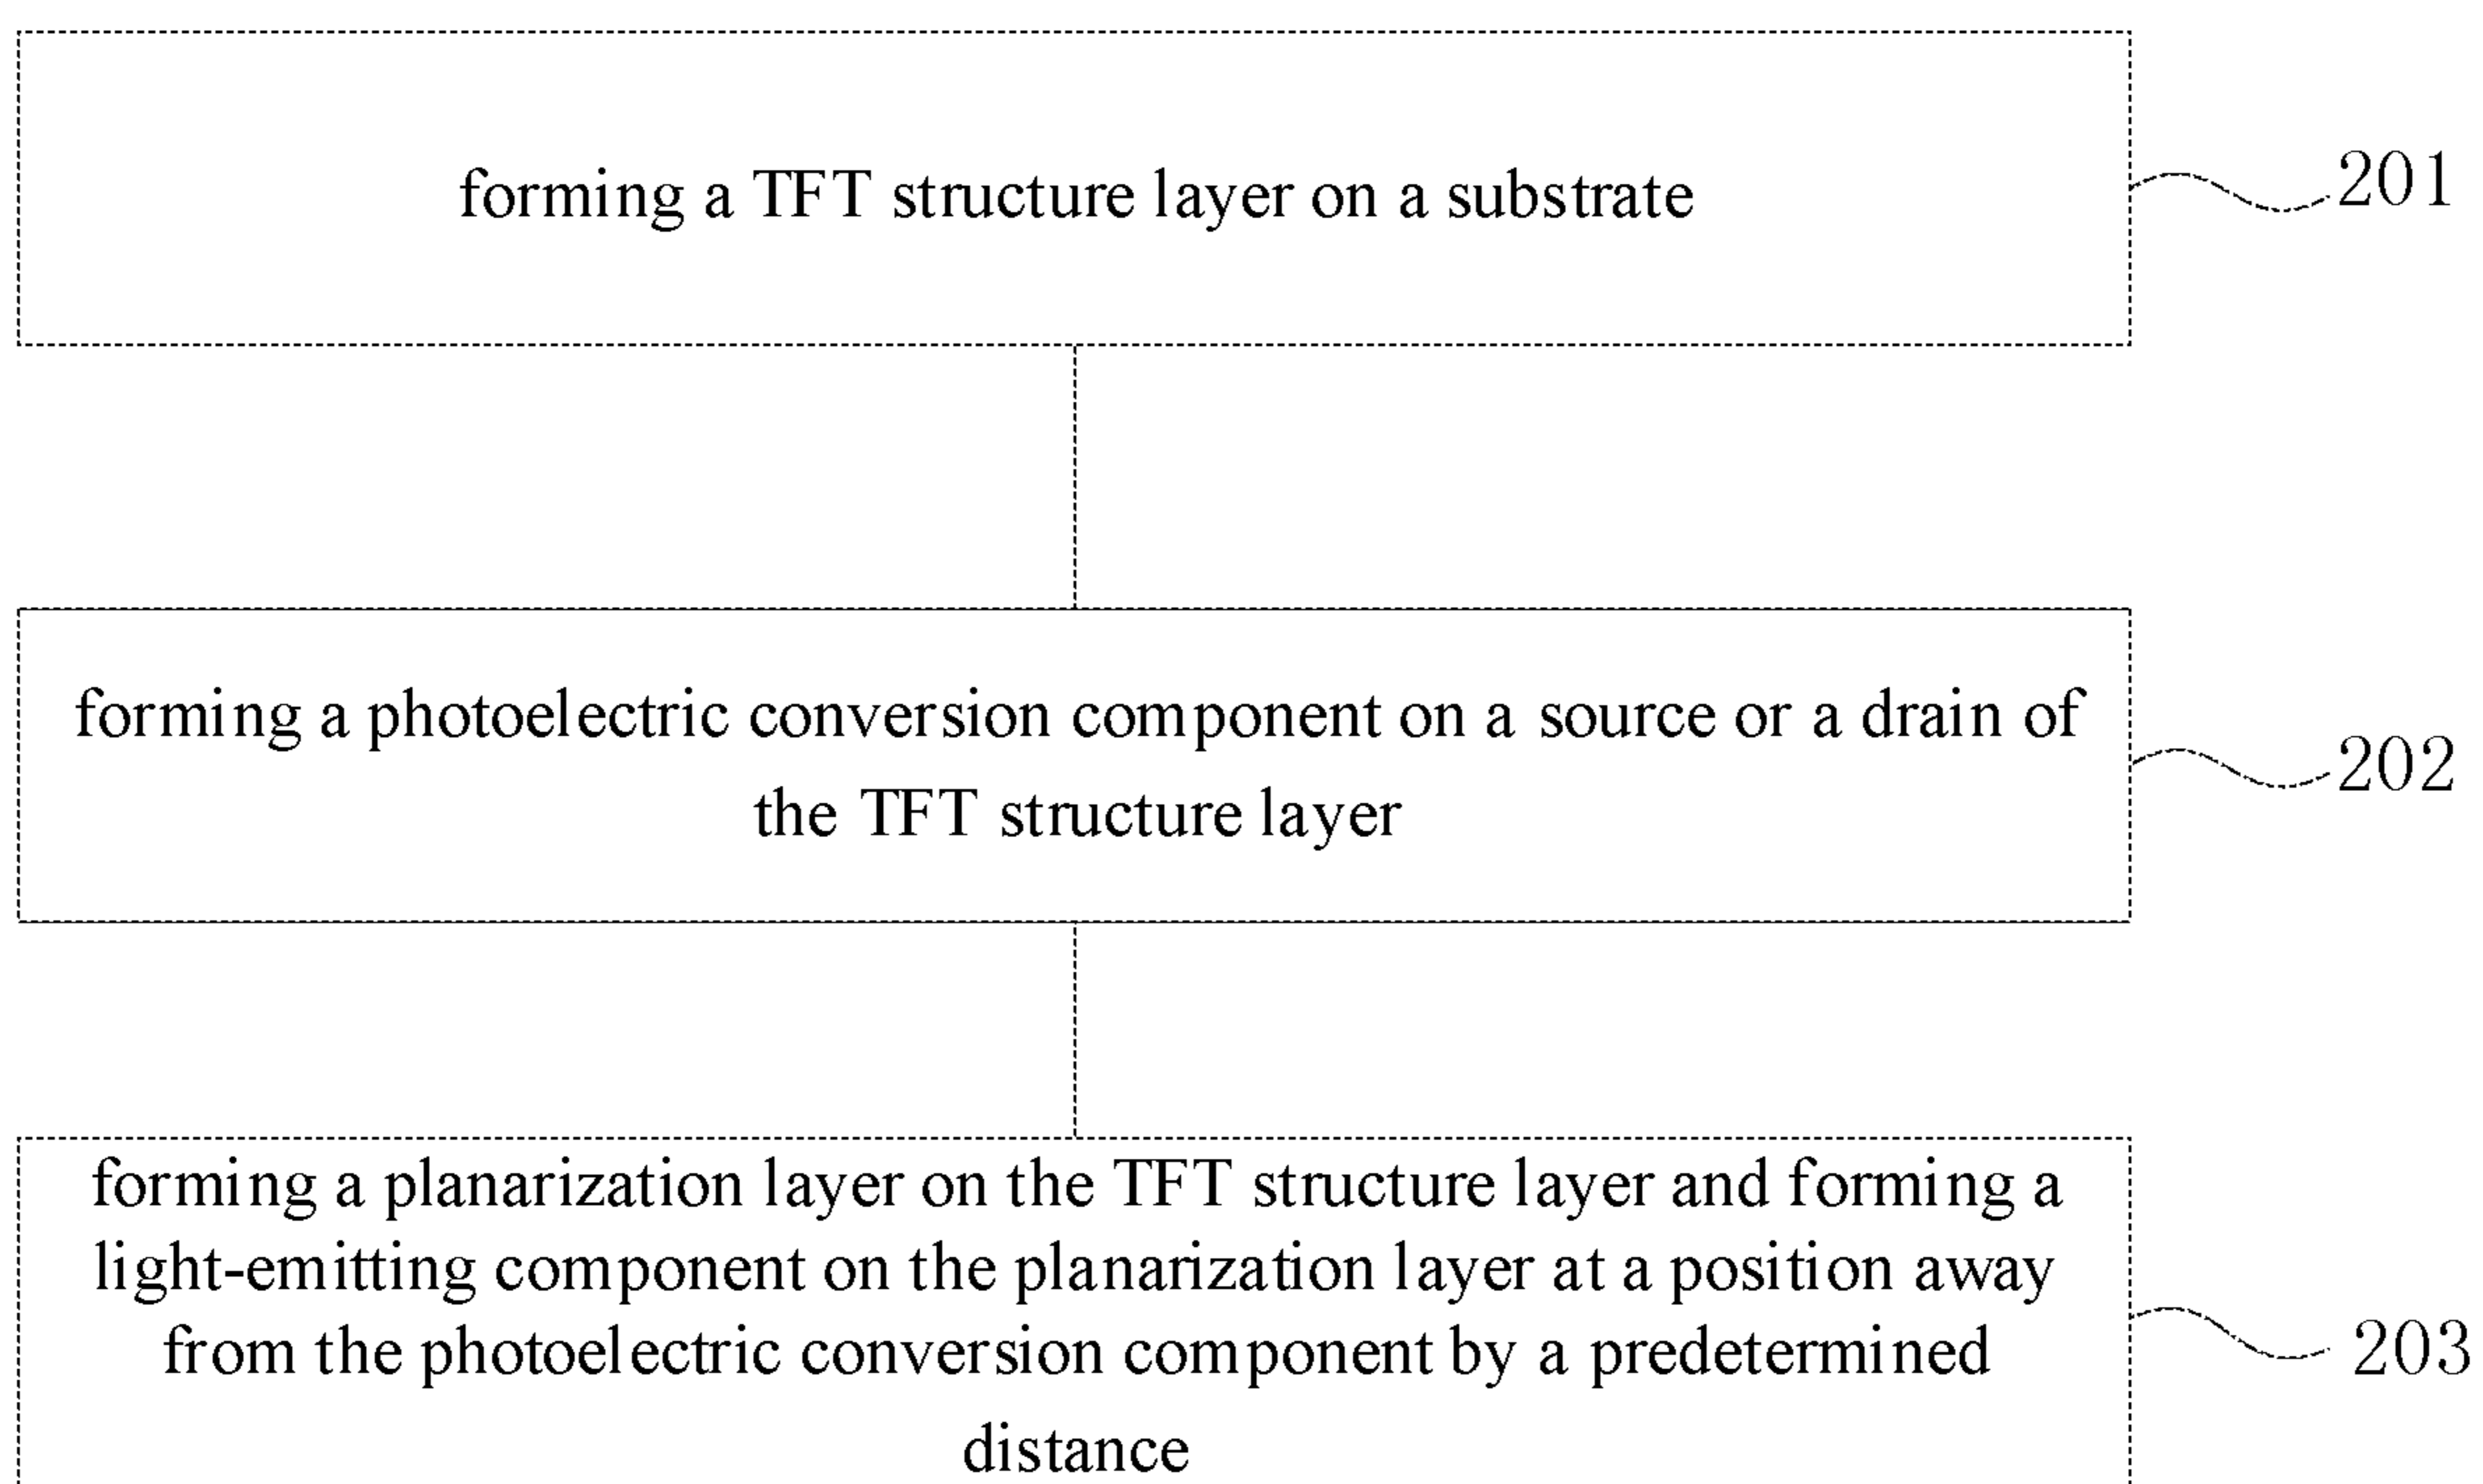 forming a TFT structure layer on a substrate
201
forming a photoelectric conversion component on a source or a drain of
the TFT structure layer
202
forming a planarization layer on the TFT structure layer and forming a
light-emitting component on the planarization layer at a position away
from the photoelectric conversion component by a predetermined
distance
203